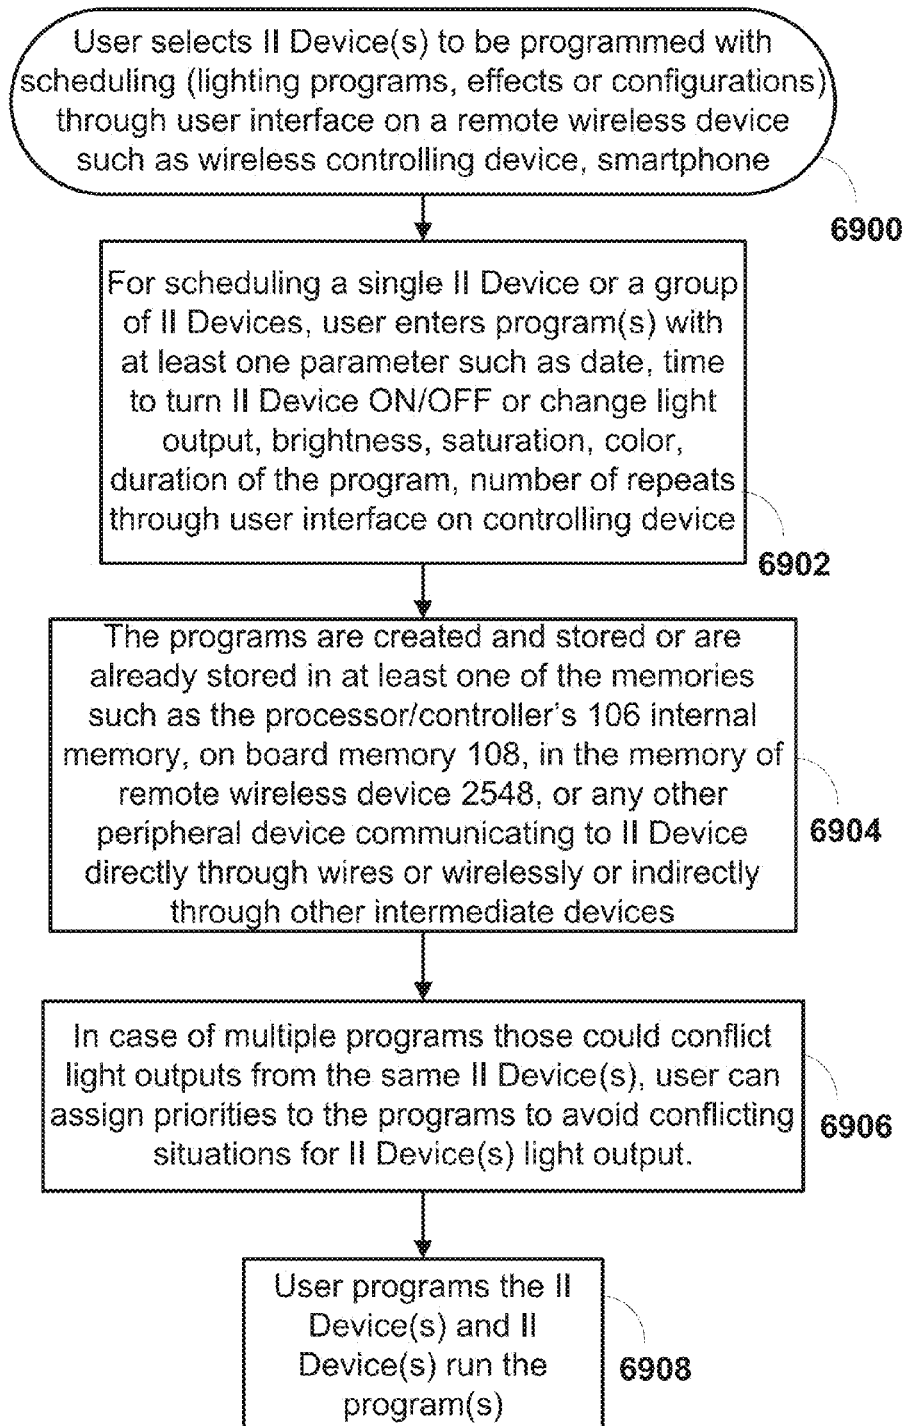 User selects II Device(s) to be programmed with
scheduling (lighting programs, effects or configurations)
through user interface on a remote wireless device
such as wireless controlling device, smartphone
6900
For scheduling a single II Device or a group
of II Devices, user enters program(s) with
at least one parameter such as date, time
to turn II Device ON/OFF or change light
output, brightness, saturation, color,
duration of the program, number of repeats
through user interface on controlling device
6902
The programs are created and stored or are
already stored in at least one of the memories
such as the processor/controller's 106 internal
memory, on board memory 108, in the memory of
remote wireless device 2548, or any other
peripheral device communicating to II Device
directly through wires or wirelessly or indirectly
through other intermediate devices
6904
In case of multiple programs those could conflict
light outputs from the same II Device(s), user can
assign priorities to the programs to avoid conflicting
situations for II Device(s) light output.
6906
User programs the II
Device(s) and II
Device(s) run the
program(s)
6908